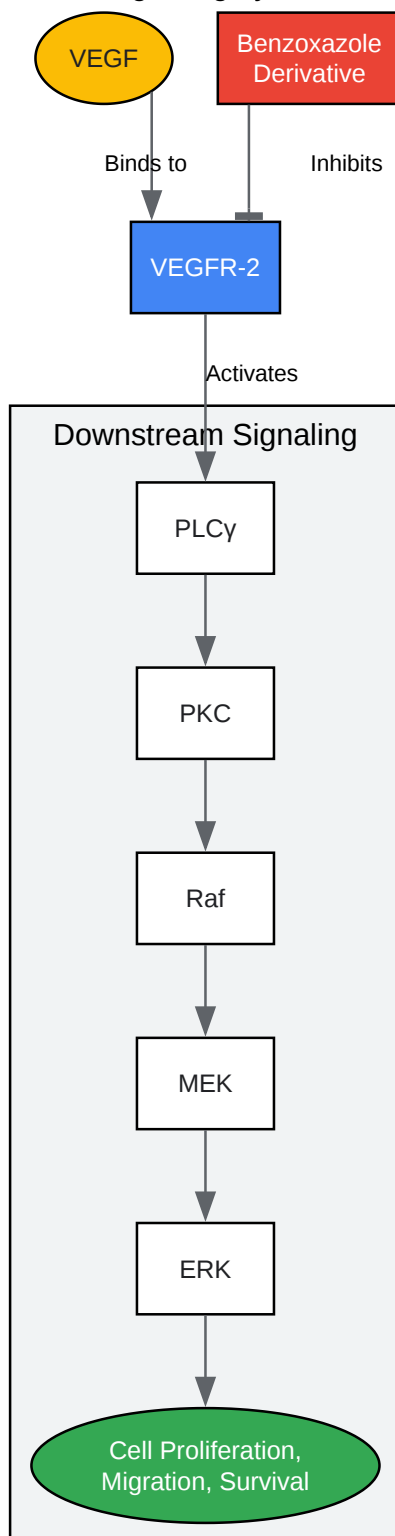 VEGF
Benzoxazole
Derivative
Binds to
Inhibits
VEGFR-2
Activates
Downstream Signaling
PLCγ
PKC
Raf
MEK
ERK
Cell Proliferation,
Migration, Survival